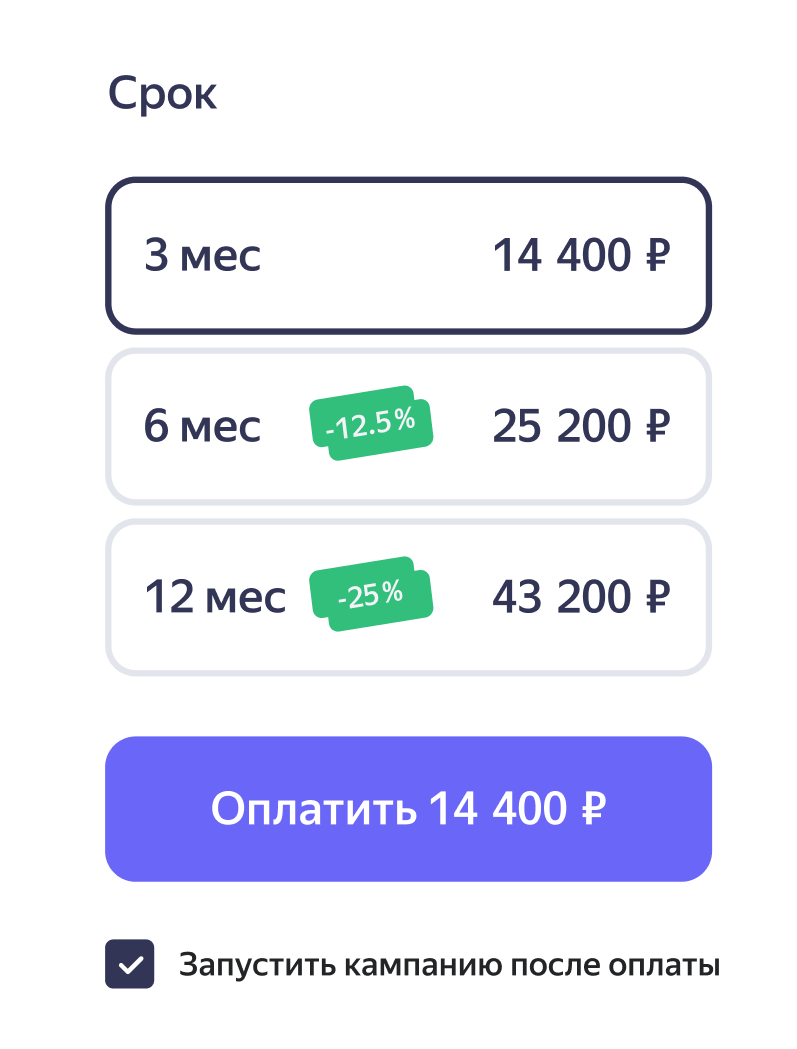 Срок
3 мес 14 400 ₽
6 мес -12.5% 25 200 ₽
12 мес -25% 43 200 ₽
Оплатить 14 400 ₽
Запустить кампанию после оплаты